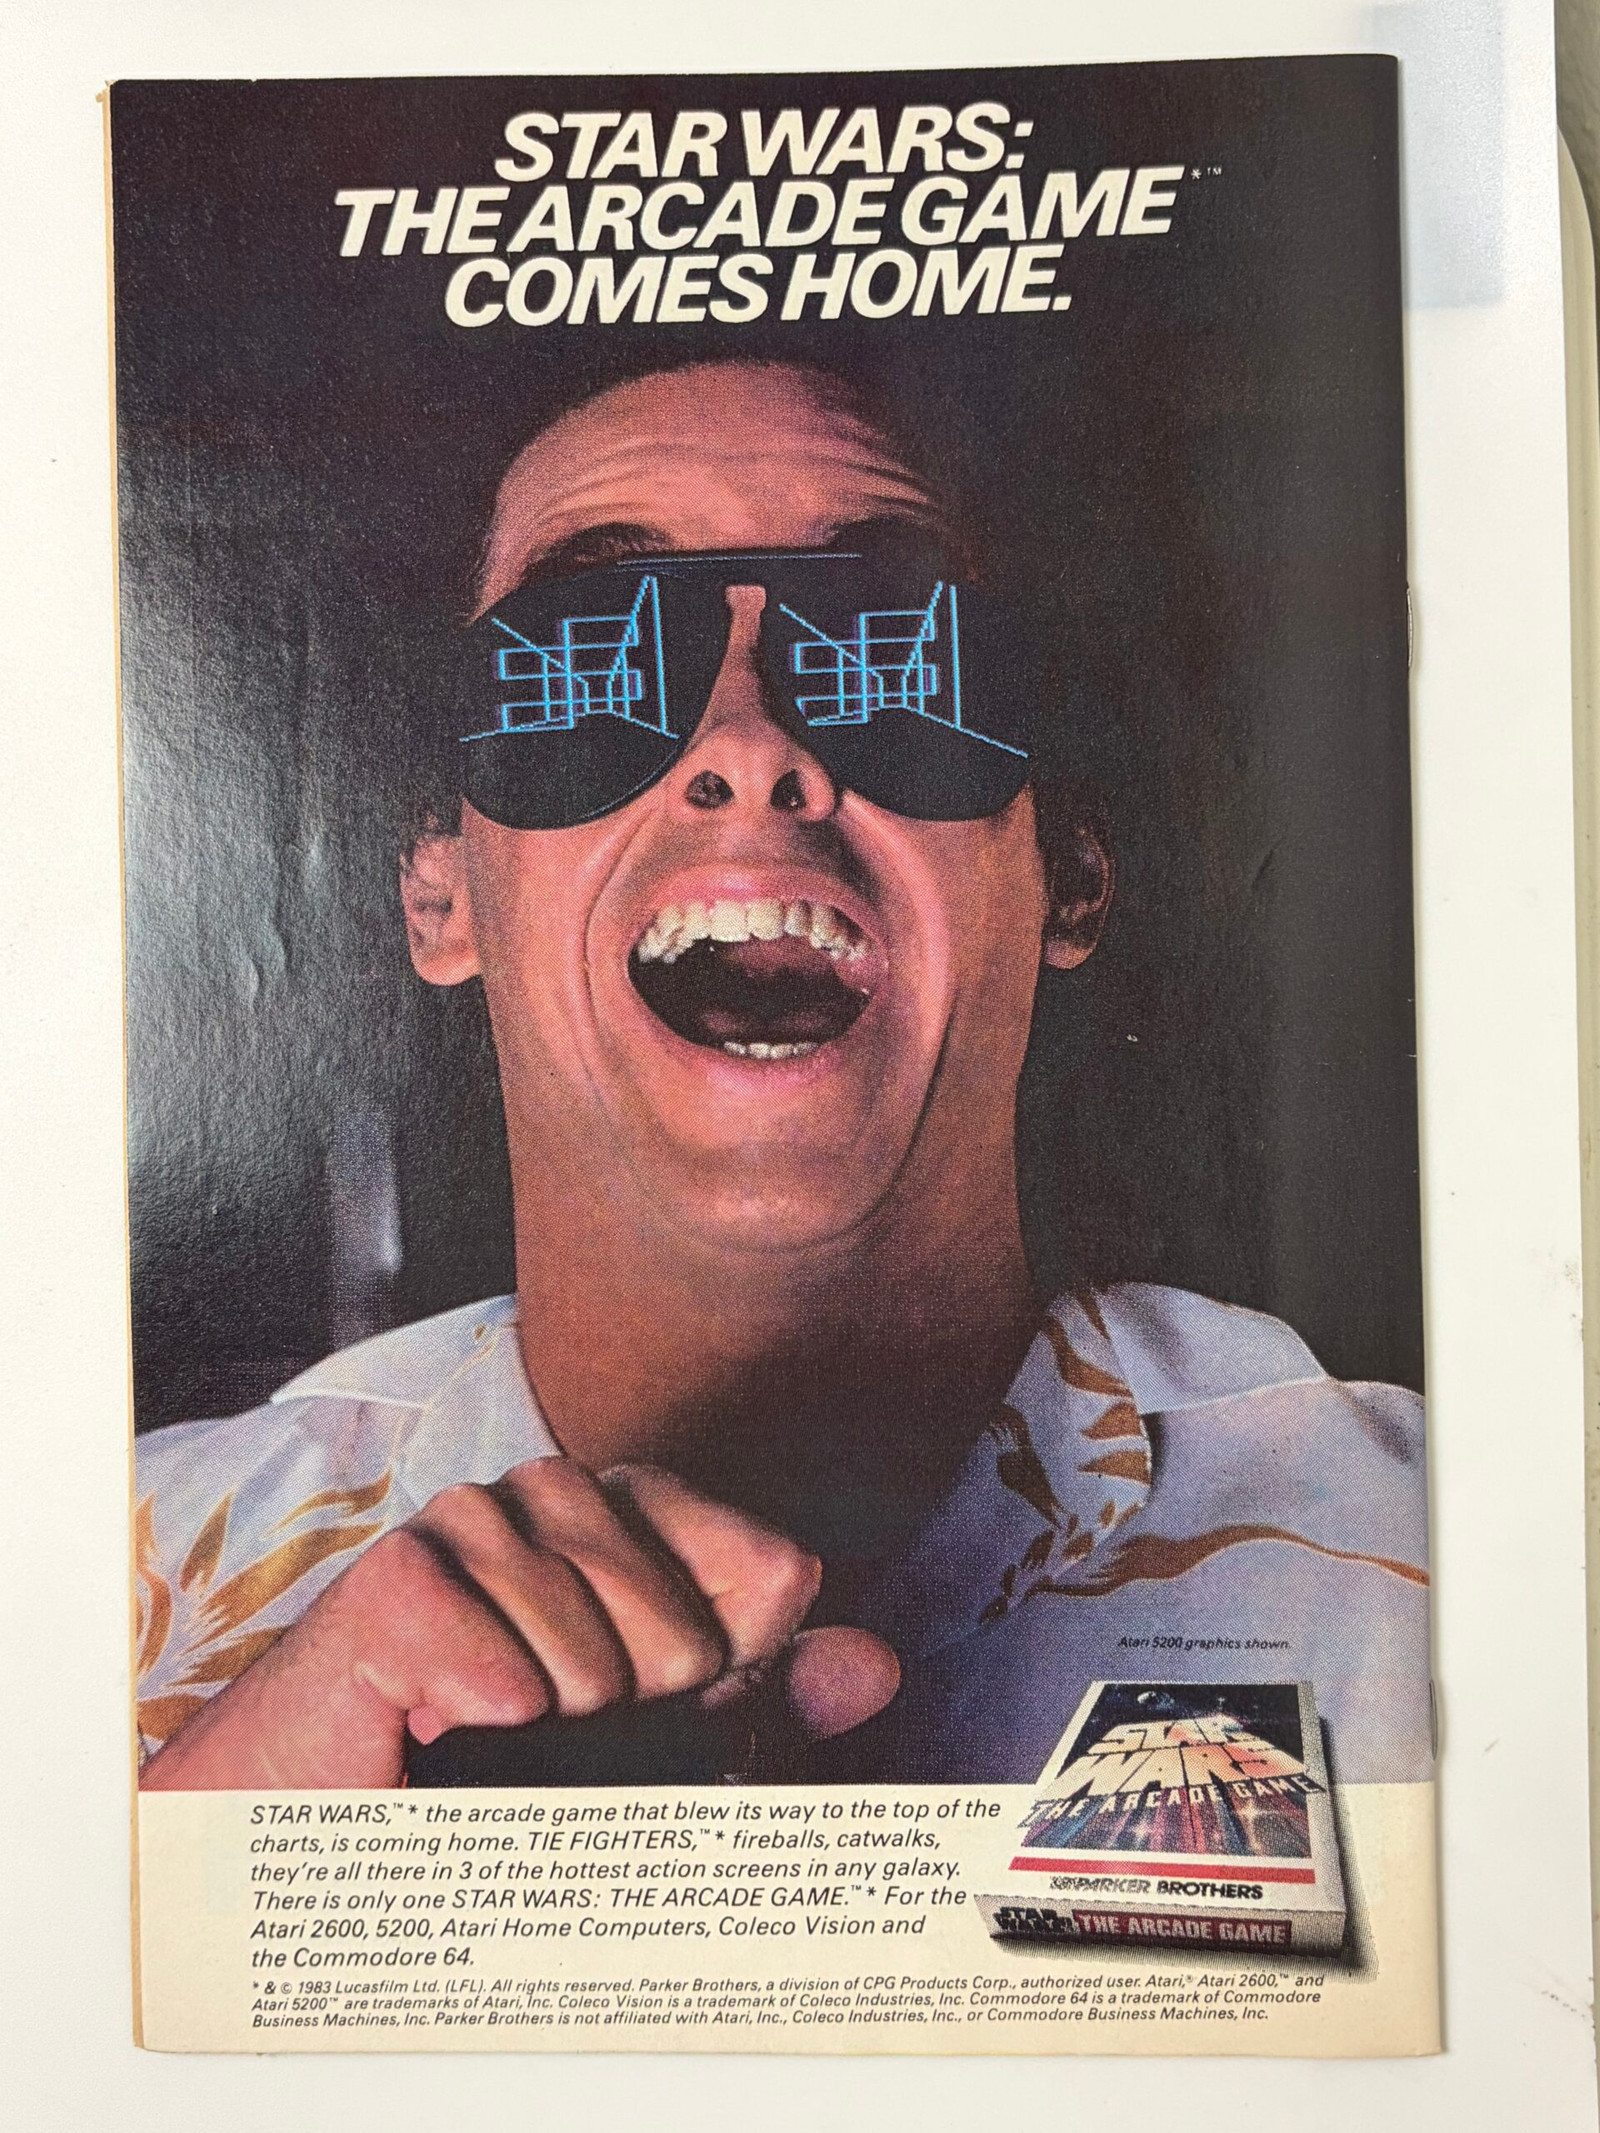 STAR WARS:
THE ARCADE GAME*™
COMES HOME.
Atari 5200 graphics shown.
STAR WARS
THE ARCADE GAME
PARKER BROTHERS
STAR WARS THE ARCADE GAME
STAR WARS,™* the arcade game that blew its way to the top of the
charts, is coming home. TIE FIGHTERS,™* fireballs, catwalks,
they're all there in 3 of the hottest action screens in any galaxy.
There is only one STAR WARS: THE ARCADE GAME.™* For the
Atari 2600, 5200, Atari Home Computers, Coleco Vision and
the Commodore 64.
* & © 1983 Lucasfilm Ltd. (LFL). All rights reserved. Parker Brothers, a division of CPG Products Corp., authorized user. Atari,® Atari 2600,™ and
Atari 5200™ are trademarks of Atari, Inc. Coleco Vision is a trademark of Coleco Industries, Inc. Commodore 64 is a trademark of Commodore
Business Machines, Inc. Parker Brothers is not affiliated with Atari, Inc., Coleco Industries, Inc., or Commodore Business Machines, Inc.